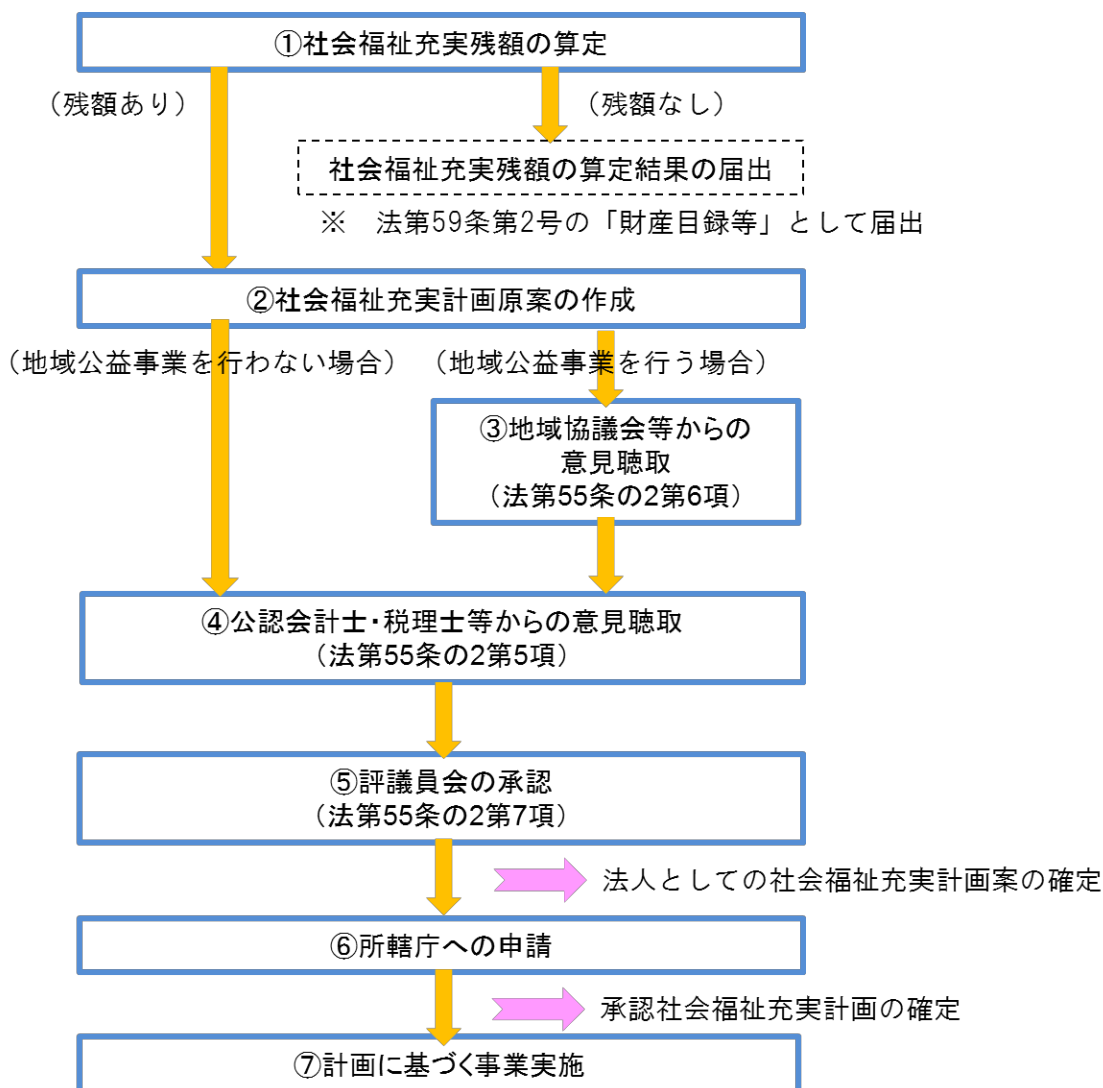 ①社会福祉充実残額の算定
（残額あり）
（残額なし）
社会福祉充実残額の算定結果の届出
※　法第59条第2号の「財産目録等」として届出
②社会福祉充実計画原案の作成
（地域公益事業を行わない場合）
（地域公益事業を行う場合）
③地域協議会等からの
意見聴取
（法第55条の2第6項）
④公認会計士・税理士等からの意見聴取
（法第55条の2第5項）
⑤評議員会の承認
（法第55条の2第7項）
法人としての社会福祉充実計画案の確定
⑥所轄庁への申請
承認社会福祉充実計画の確定
⑦計画に基づく事業実施